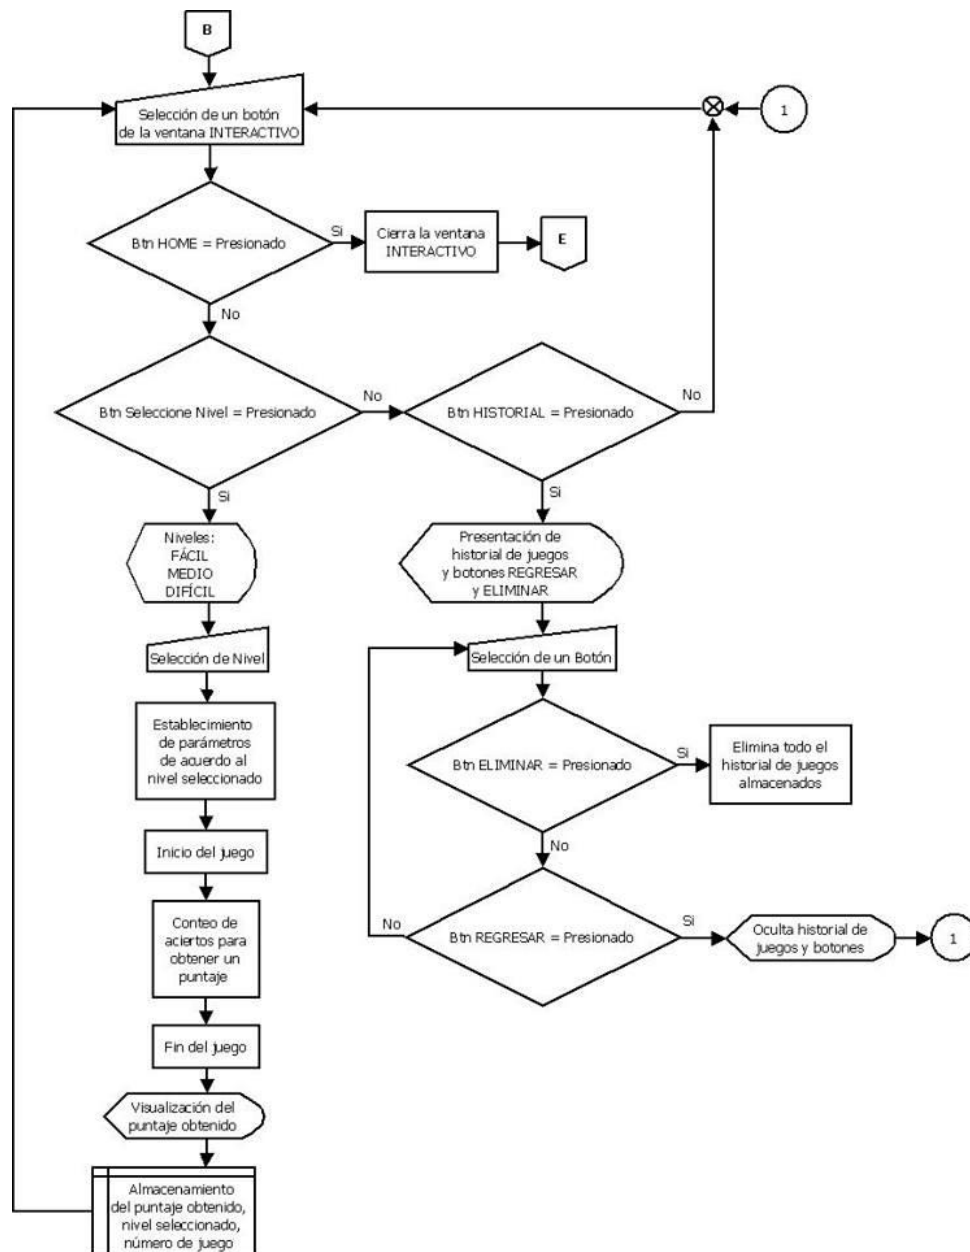 B
Selección de un botón
de la ventana INTERACTIVO
1
Btn HOME = Presionado
Si
Cierra la ventana
INTERACTIVO
E
No
Btn Seleccione Nivel = Presionado
No
Btn HISTORIAL = Presionado
No
Si
Si
Niveles:
FÁCIL
MEDIO
DIFÍCIL
Presentación de
historial de juegos
y botones REGRESAR
y ELIMINAR
Selección de Nivel
Selección de un Botón
Establecimiento
de parámetros
de acuerdo al
nivel seleccionado
Btn ELIMINAR = Presionado
Si
Elimina todo el
historial de juegos
almacenados
No
Inicio del juego
Conteo de
aciertos para
obtener un
puntaje
No
Btn REGRESAR = Presionado
Si
Oculta historial de
juegos y botones
1
Fin del juego
Visualización del
puntaje obtenido
Almacenamiento
del puntaje obtenido,
nivel seleccionado,
número de juego